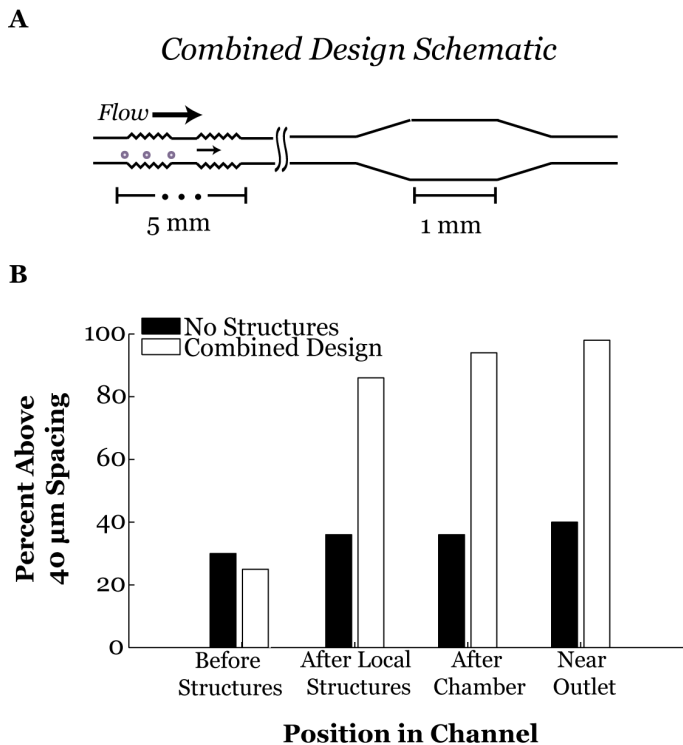 A
Combined Design Schematic
Flow
5 mm
1 mm
B
No Structures
Combined Design
100
80
60
40
20
0
Percent Above
40 µm Spacing
Before
Structures
After Local
Structures
After
Chamber
Near
Outlet
Position in Channel